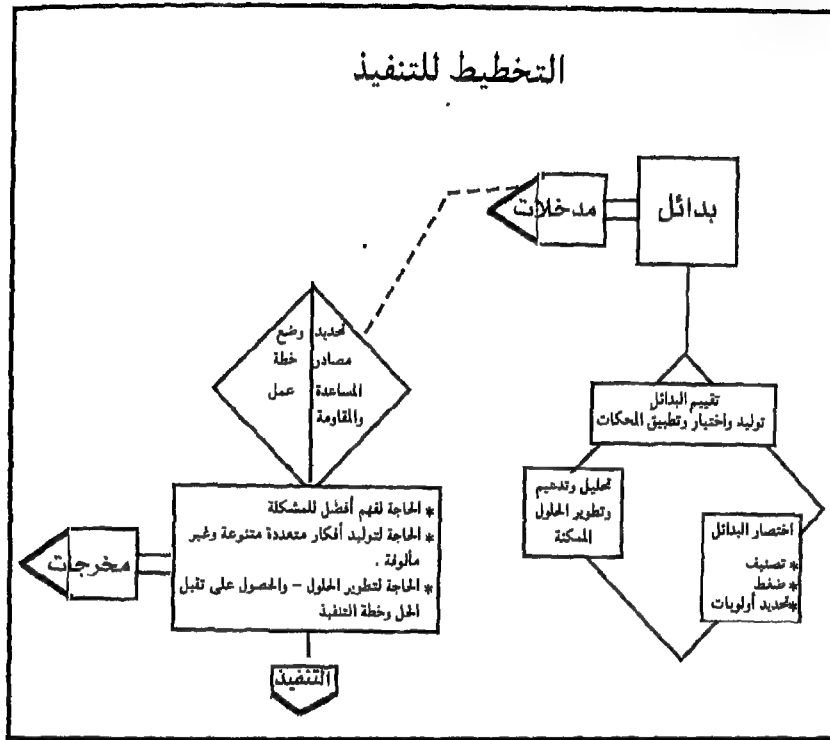 التخطيط للتنفيذ
بدائل
مدخلات
تقييم البدائل
توليد واختيار وتطبيق المحكات
تحليل وتدعيم
وتطوير الحلول
الممكنة
اختصار البدائل
* تصنيف
* ضغط
* تحديد أولويات
تحديد
مصادر
المساعدة
والمقاومة
وضع
خطة
عمل
* الحاجة لفهم أفضل للمشكلة
* الحاجة لتوليد أفكار متعددة متنوعة وغير
مألوفة .
* الحاجة لتطوير الحلول – والحصول على تقبل
الحل وخطة التنفيذ
مخرجات
التنفيذ